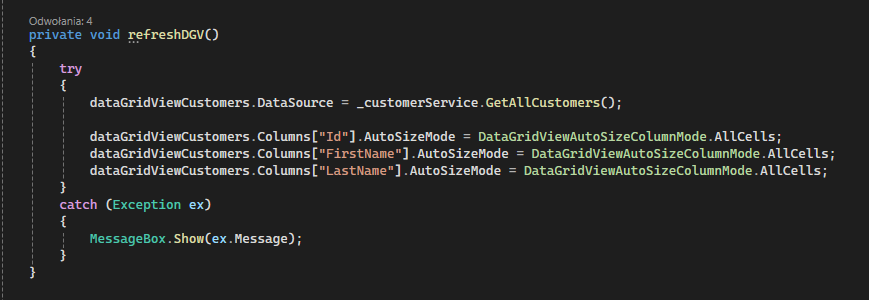 Odwołania: 4
private void refreshDGV()
{
try
{
dataGridViewCustomers.DataSource = _customerService.GetAllCustomers();
dataGridViewCustomers.Columns["Id"].AutoSizeMode = DataGridViewAutoSizeColumnMode.AllCells;
dataGridViewCustomers.Columns["FirstName"].AutoSizeMode = DataGridViewAutoSizeColumnMode.AllCells;
dataGridViewCustomers.Columns["LastName"].AutoSizeMode = DataGridViewAutoSizeColumnMode.AllCells;
}
catch (Exception ex)
{
MessageBox.Show(ex.Message);
}
}